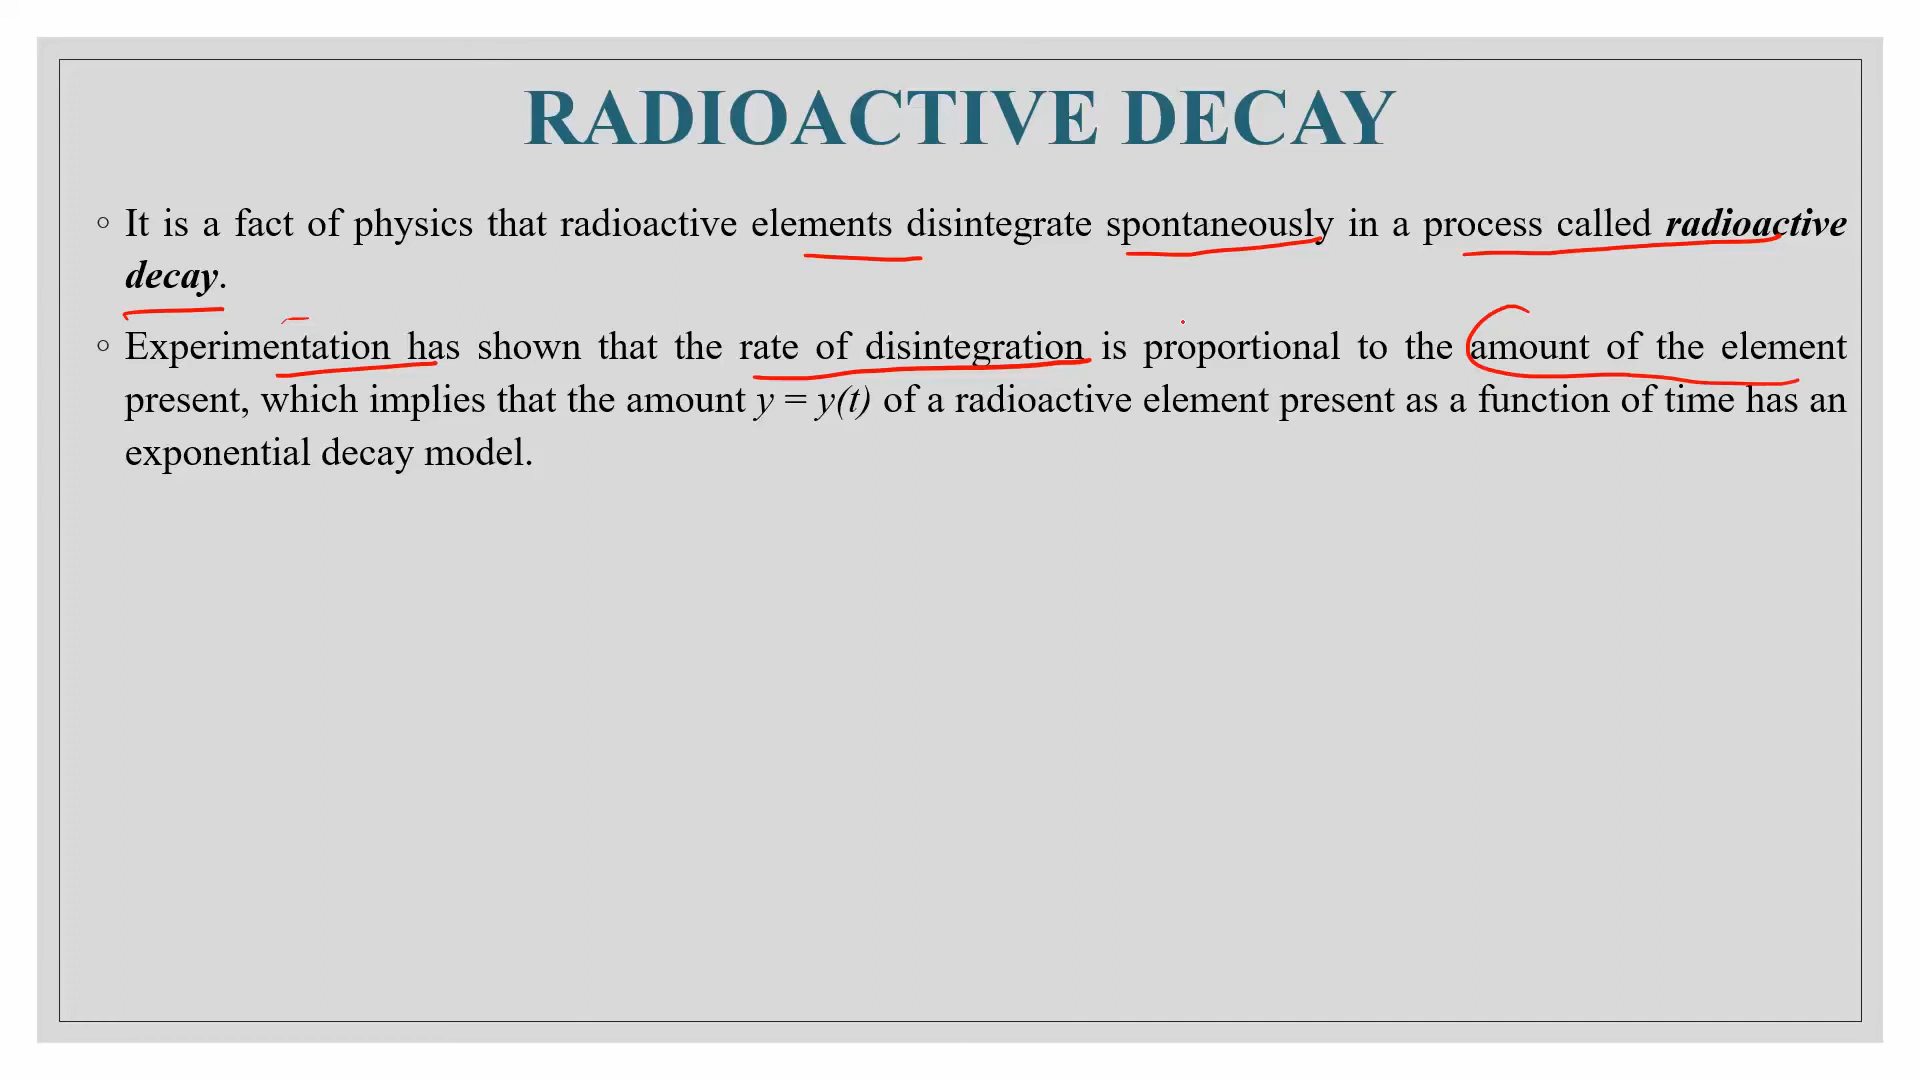 RADIOACTIVE DECAY
◦ It is a fact of physics that radioactive elements disintegrate spontaneously in a process called radioactive
decay.
◦ Experimentation has shown that the rate of disintegration is proportional to the amount of the element
present, which implies that the amount y = y(t) of a radioactive element present as a function of time has an
exponential decay model.